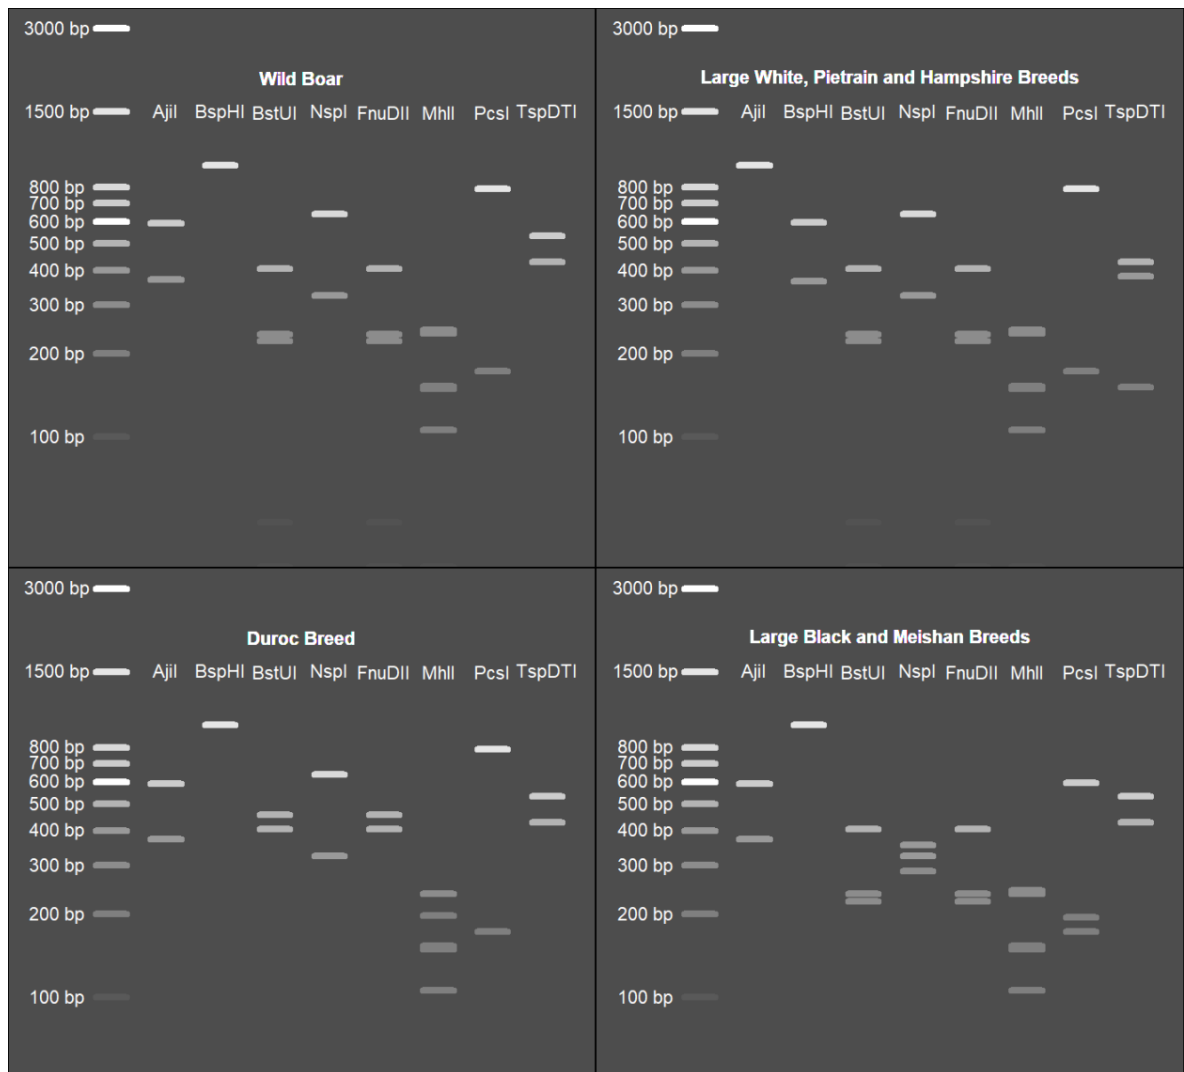 3000 bp
Wild Boar
1500 bp AjiI BspHI BstUI NspI FnuDII MhlI PcsI TspDTI
800 bp
700 bp
600 bp
500 bp
400 bp
300 bp
200 bp
100 bp
3000 bp
Large White, Pietrain and Hampshire Breeds
1500 bp AjiI BspHI BstUI NspI FnuDII MhlI PcsI TspDTI
800 bp
700 bp
600 bp
500 bp
400 bp
300 bp
200 bp
100 bp
3000 bp
Duroc Breed
1500 bp AjiI BspHI BstUI NspI FnuDII MhlI PcsI TspDTI
800 bp
700 bp
600 bp
500 bp
400 bp
300 bp
200 bp
100 bp
3000 bp
Large Black and Meishan Breeds
1500 bp AjiI BspHI BstUI NspI FnuDII MhlI PcsI TspDTI
800 bp
700 bp
600 bp
500 bp
400 bp
300 bp
200 bp
100 bp